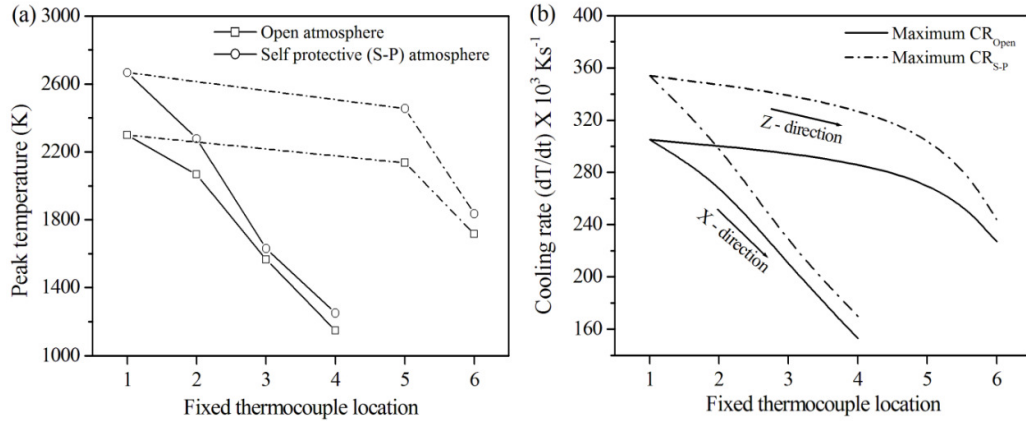 (a)
3000
2600
2200
1800
1400
1000
Peak temperature (K)
Open atmosphere
Self protective (S-P) atmosphere
1 2 3 4 5 6
Fixed thermocouple location
(b)
400
360
320
280
240
200
160
Cooling rate (dT/dt) X 10³ Ks⁻¹
Maximum CR_Open
Maximum CR_S-P
Z - direction
X - direction
1 2 3 4 5 6
Fixed thermocouple location